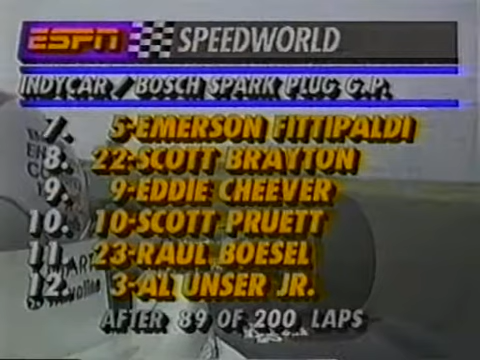 ESPN SPEEDWORLD
INDYCAR / BOSCH SPARK PLUG G.P.
7. 5-EMERSON FITTIPALDI
8. 22-SCOTT BRAYTON
9. 9-EDDIE CHEEVER
10. 10-SCOTT PRUETT
11. 23-RAUL BOESEL
12. 3-AL UNSER JR.
AFTER 89 OF 200 LAPS